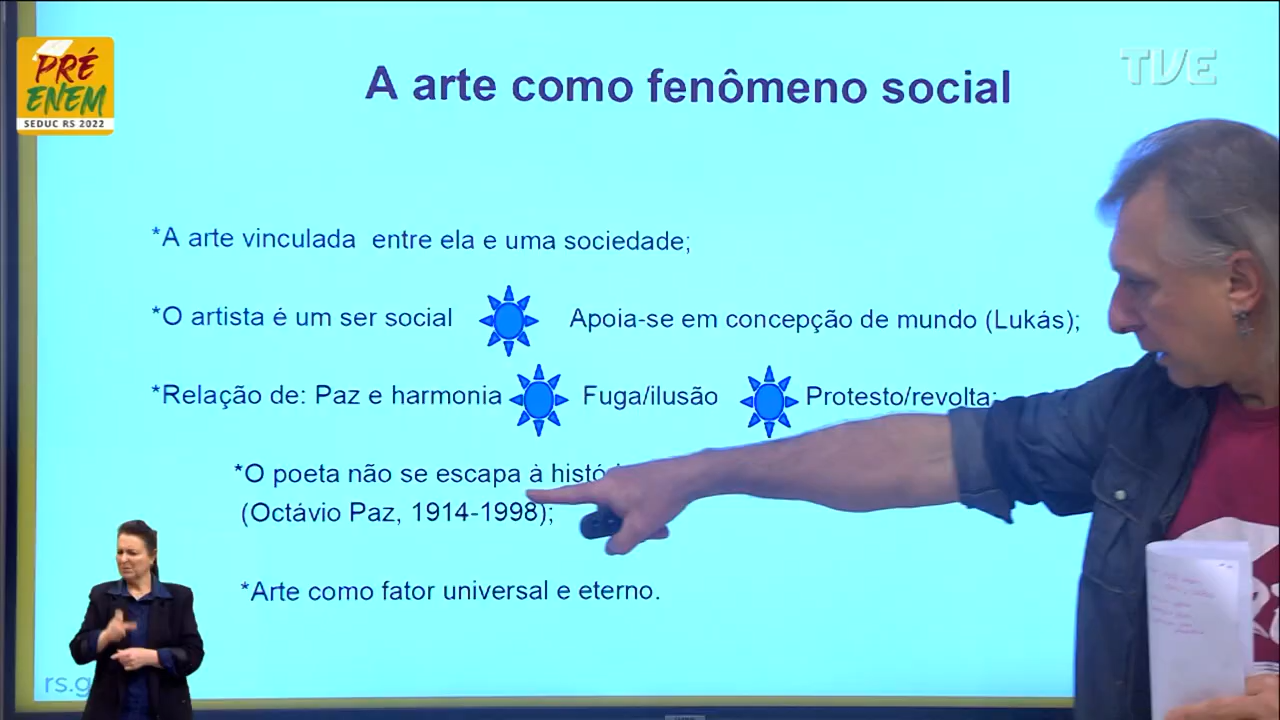 PRÉ
ENEM
SEDUC RS 2022
TVE
A arte como fenômeno social
*A arte vinculada entre ela e uma sociedade;
*O artista é um ser social Apoia-se em concepção de mundo (Lukás);
*Relação de: Paz e harmonia Fuga/ilusão Protesto/revolta;
*O poeta não se escapa à
(Octávio Paz, 1914-1998);
*Arte como fator universal e eterno.
rs.g